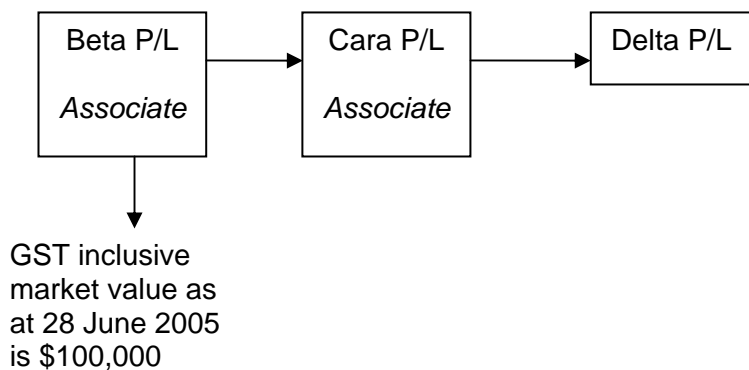 Beta P/L
Associate
Cara P/L
Associate
Delta P/L
GST inclusive
market value as
at 28 June 2005
is $100,000